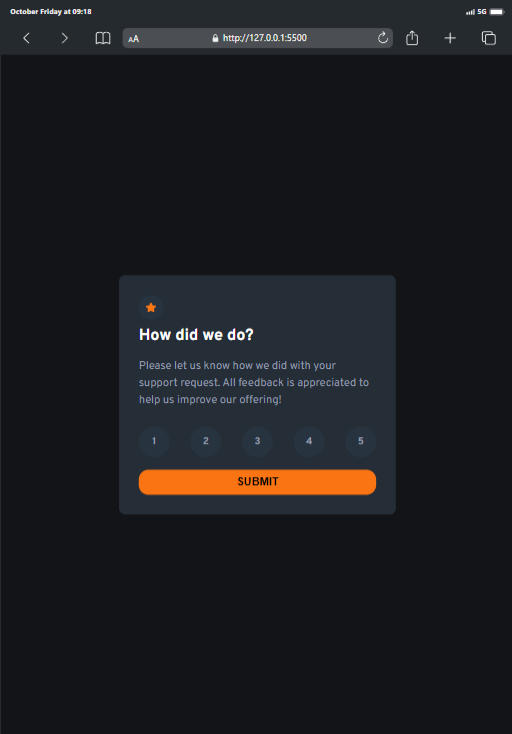 October Friday at 09:18
5G
AA
http://127.0.0.1:5500
How did we do?
Please let us know how we did with your
support request. All feedback is appreciated to
help us improve our offering!
1 2 3 4 5
SUBMIT